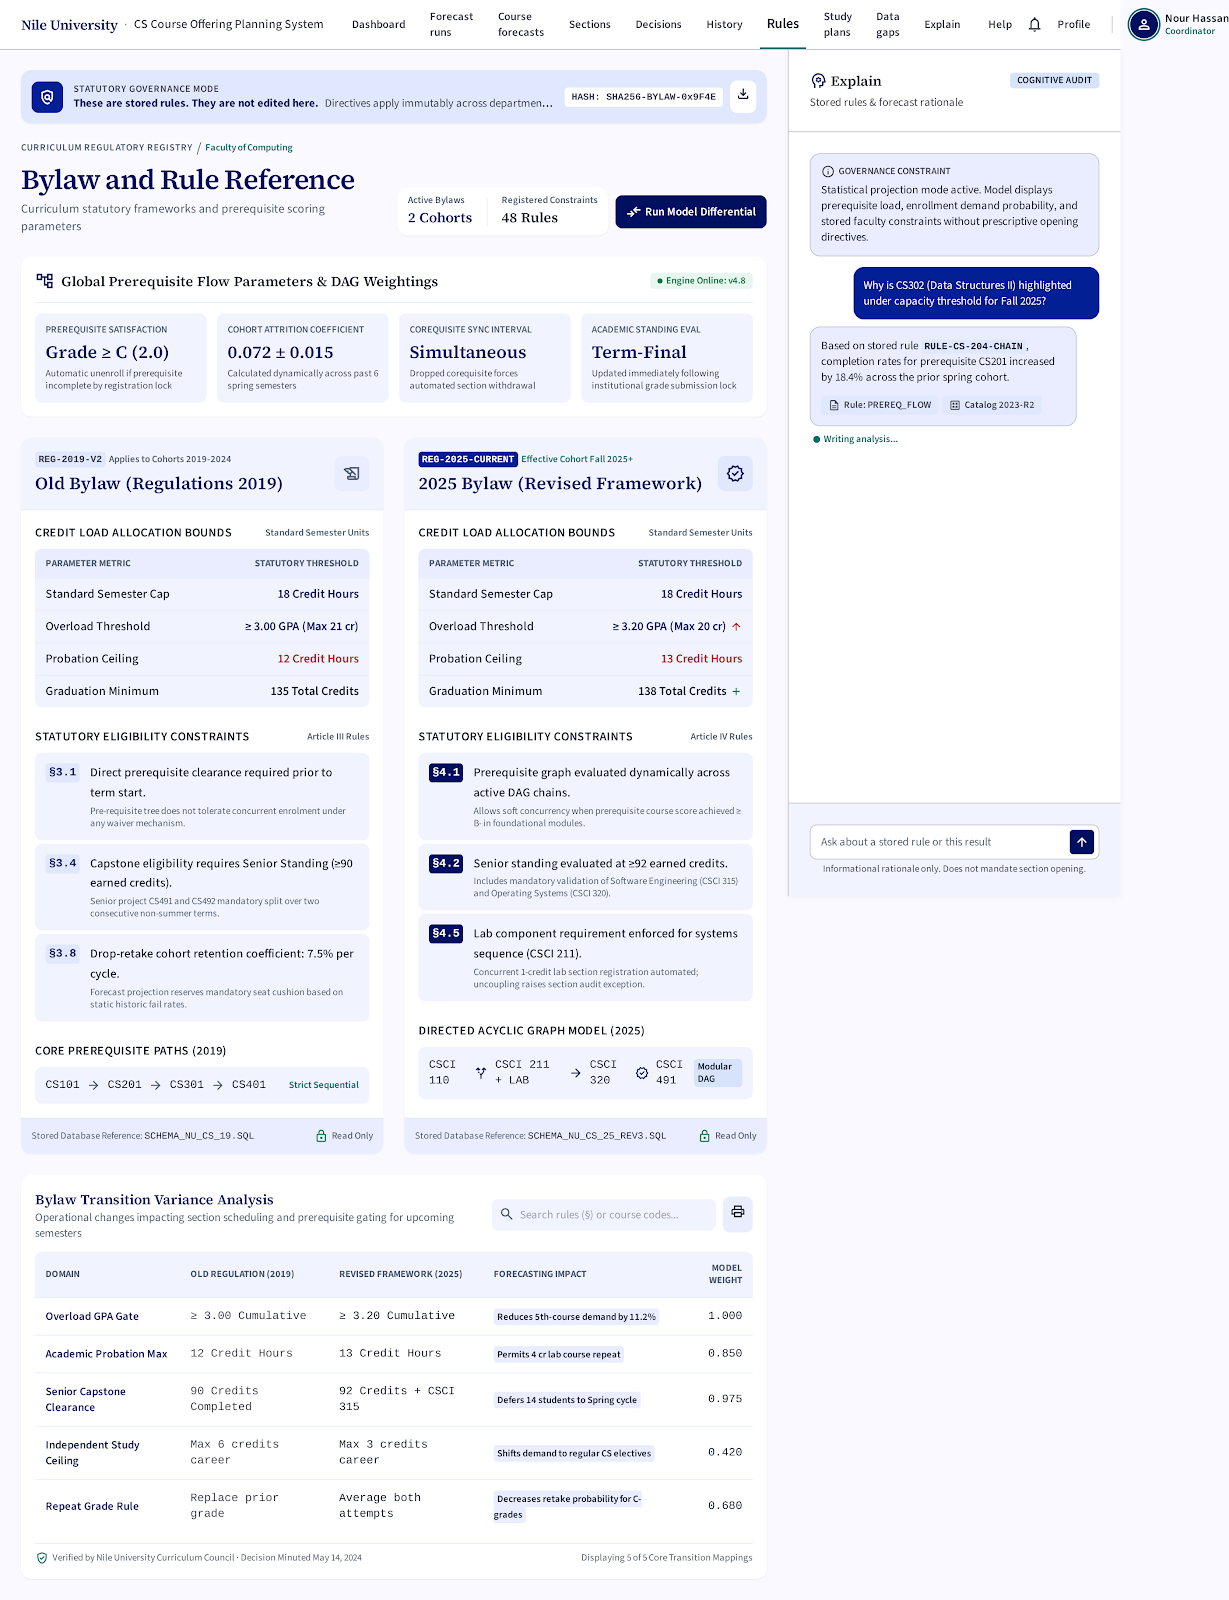 Nile University · CS Course Offering Planning System
Dashboard
Forecast runs
Course forecasts
Sections
Decisions
History
Rules
Study plans
Data gaps
Explain
Help
Profile
Nour Hassan
Coordinator
STATUTORY GOVERNANCE MODE
These are stored rules. They are not edited here. Directives apply immutably across departmen...
HASH: SHA256-BYLAW-0x9F4E
CURRICULUM REGULATORY REGISTRY / Faculty of Computing
Bylaw and Rule Reference
Curriculum statutory frameworks and prerequisite scoring
parameters
Active Bylaws
2 Cohorts
Registered Constraints
48 Rules
Run Model Differential
Global Prerequisite Flow Parameters & DAG Weightings
Engine Online: v4.8
PREREQUISITE SATISFACTION
Grade ≥ C (2.0)
Automatic unenroll if prerequisite
incomplete by registration lock
COHORT ATTRITION COEFFICIENT
0.072 ± 0.015
Calculated dynamically across past 6
spring semesters
COREQUISITE SYNC INTERVAL
Simultaneous
Dropped corequisite forces
automated section withdrawal
ACADEMIC STANDING EVAL
Term-Final
Updated immediately following
institutional grade submission lock
REG-2019-V2 Applies to Cohorts 2019-2024
Old Bylaw (Regulations 2019)
CREDIT LOAD ALLOCATION BOUNDS
Standard Semester Units
PARAMETER METRIC STATUTORY THRESHOLD
Standard Semester Cap 18 Credit Hours
Overload Threshold ≥ 3.00 GPA (Max 21 cr)
Probation Ceiling 12 Credit Hours
Graduation Minimum 135 Total Credits
STATUTORY ELIGIBILITY CONSTRAINTS
Article III Rules
§3.1 Direct prerequisite clearance required prior to
term start.
Pre-requisite tree does not tolerate concurrent enrolment under
any waiver mechanism.
§3.4 Capstone eligibility requires Senior Standing (≥90
earned credits).
Senior project CS491 and CS492 mandatory split over two
consecutive non-summer terms.
§3.8 Drop-retake cohort retention coefficient: 7.5% per
cycle.
Forecast projection reserves mandatory seat cushion based on
static historic fail rates.
CORE PREREQUISITE PATHS (2019)
CS101 → CS201 → CS301 → CS401 Strict Sequential
Stored Database Reference: SCHEMA_NU_CS_19.SQL
Read Only
REG-2025-CURRENT Effective Cohort Fall 2025+
2025 Bylaw (Revised Framework)
CREDIT LOAD ALLOCATION BOUNDS
Standard Semester Units
PARAMETER METRIC STATUTORY THRESHOLD
Standard Semester Cap 18 Credit Hours
Overload Threshold ≥ 3.20 GPA (Max 20 cr) ↑
Probation Ceiling 13 Credit Hours
Graduation Minimum 138 Total Credits +
STATUTORY ELIGIBILITY CONSTRAINTS
Article IV Rules
§4.1 Prerequisite graph evaluated dynamically across
active DAG chains.
Allows soft concurrency when prerequisite course score achieved ≥
B- in foundational modules.
§4.2 Senior standing evaluated at ≥92 earned credits.
Includes mandatory validation of Software Engineering (CSCI 315)
and Operating Systems (CSCI 320).
§4.5 Lab component requirement enforced for systems
sequence (CSCI 211).
Concurrent 1-credit lab section registration automated;
uncoupling raises section audit exception.
DIRECTED ACYCLIC GRAPH MODEL (2025)
CSCI 110
CSCI 211 + LAB
→ CSCI 320
CSCI 491
Modular DAG
Stored Database Reference: SCHEMA_NU_CS_25_REV3.SQL
Read Only
Bylaw Transition Variance Analysis
Operational changes impacting section scheduling and prerequisite gating for upcoming
semesters
Search rules (§) or course codes...
DOMAIN OLD REGULATION (2019) REVISED FRAMEWORK (2025) FORECASTING IMPACT MODEL WEIGHT
Overload GPA Gate ≥ 3.00 Cumulative ≥ 3.20 Cumulative Reduces 5th-course demand by 11.2% 1.000
Academic Probation Max 12 Credit Hours 13 Credit Hours Permits 4 cr lab course repeat 0.850
Senior Capstone Clearance 90 Credits Completed 92 Credits + CSCI 315 Defers 14 students to Spring cycle 0.975
Independent Study Ceiling Max 6 credits career Max 3 credits career Shifts demand to regular CS electives 0.420
Repeat Grade Rule Replace prior grade Average both attempts Decreases retake probability for C- grades 0.680
Verified by Nile University Curriculum Council · Decision Minuted May 14, 2024
Displaying 5 of 5 Core Transition Mappings
Explain
COGNITIVE AUDIT
Stored rules & forecast rationale
GOVERNANCE CONSTRAINT
Statistical projection mode active. Model displays
prerequisite load, enrollment demand probability, and
stored faculty constraints without prescriptive opening
directives.
Why is CS302 (Data Structures II) highlighted
under capacity threshold for Fall 2025?
Based on stored rule RULE-CS-204-CHAIN ,
completion rates for prerequisite CS201 increased
by 18.4% across the prior spring cohort.
Rule: PREREQ_FLOW
Catalog 2023-R2
Writing analysis...
Ask about a stored rule or this result
Informational rationale only. Does not mandate section opening.